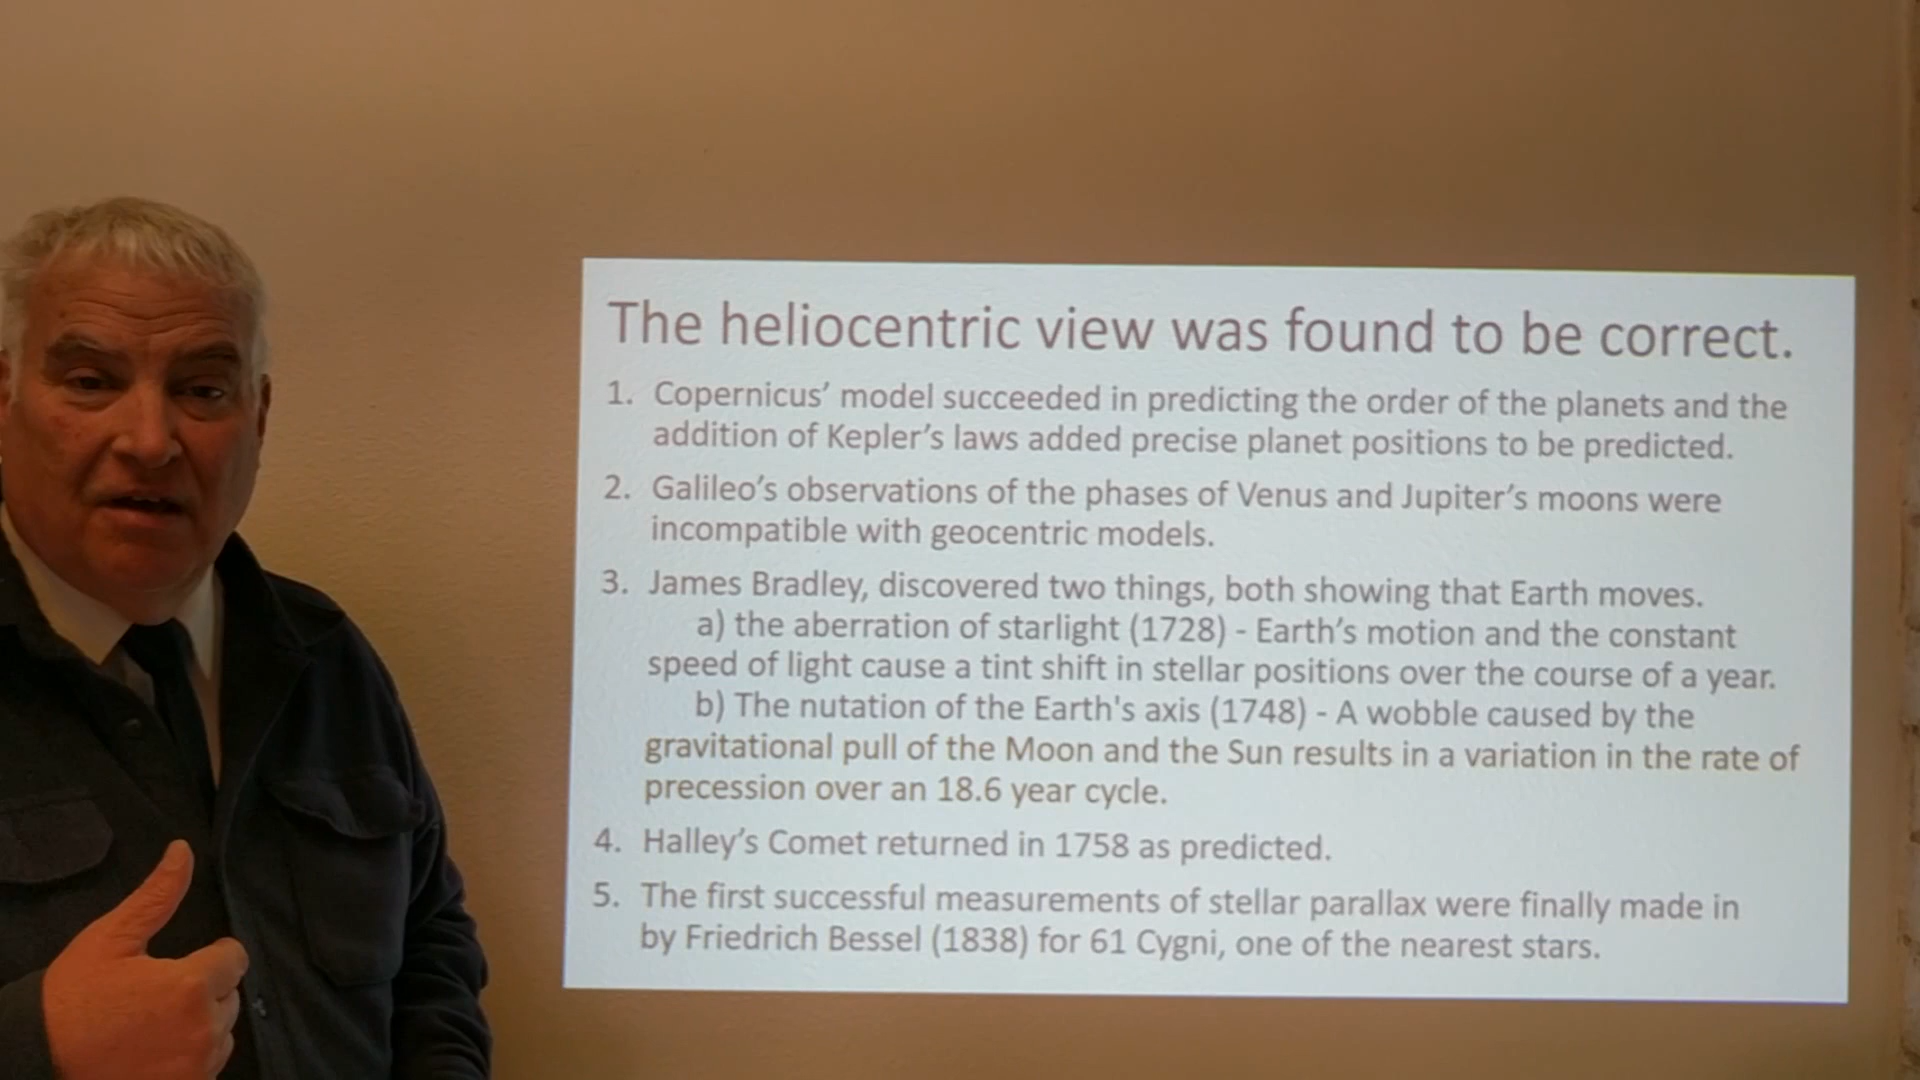 The heliocentric view was found to be correct.
1. Copernicus’ model succeeded in predicting the order of the planets and the
addition of Kepler’s laws added precise planet positions to be predicted.
2. Galileo’s observations of the phases of Venus and Jupiter’s moons were
incompatible with geocentric models.
3. James Bradley, discovered two things, both showing that Earth moves.
a) the aberration of starlight (1728) - Earth’s motion and the constant
speed of light cause a tint shift in stellar positions over the course of a year.
b) The nutation of the Earth's axis (1748) - A wobble caused by the
gravitational pull of the Moon and the Sun results in a variation in the rate of
precession over an 18.6 year cycle.
4. Halley’s Comet returned in 1758 as predicted.
5. The first successful measurements of stellar parallax were finally made in
by Friedrich Bessel (1838) for 61 Cygni, one of the nearest stars.